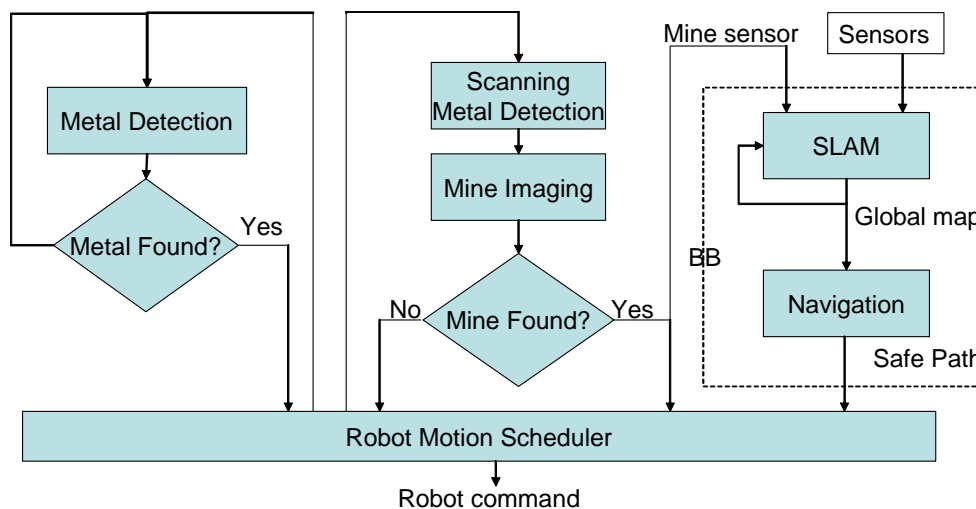 Mine sensor
Sensors
Metal Detection
Scanning
Metal Detection
SLAM
Mine Imaging
Global map
Metal Found?
Yes
BB
Navigation
No
Mine Found?
Yes
Safe Path
Robot Motion Scheduler
Robot command